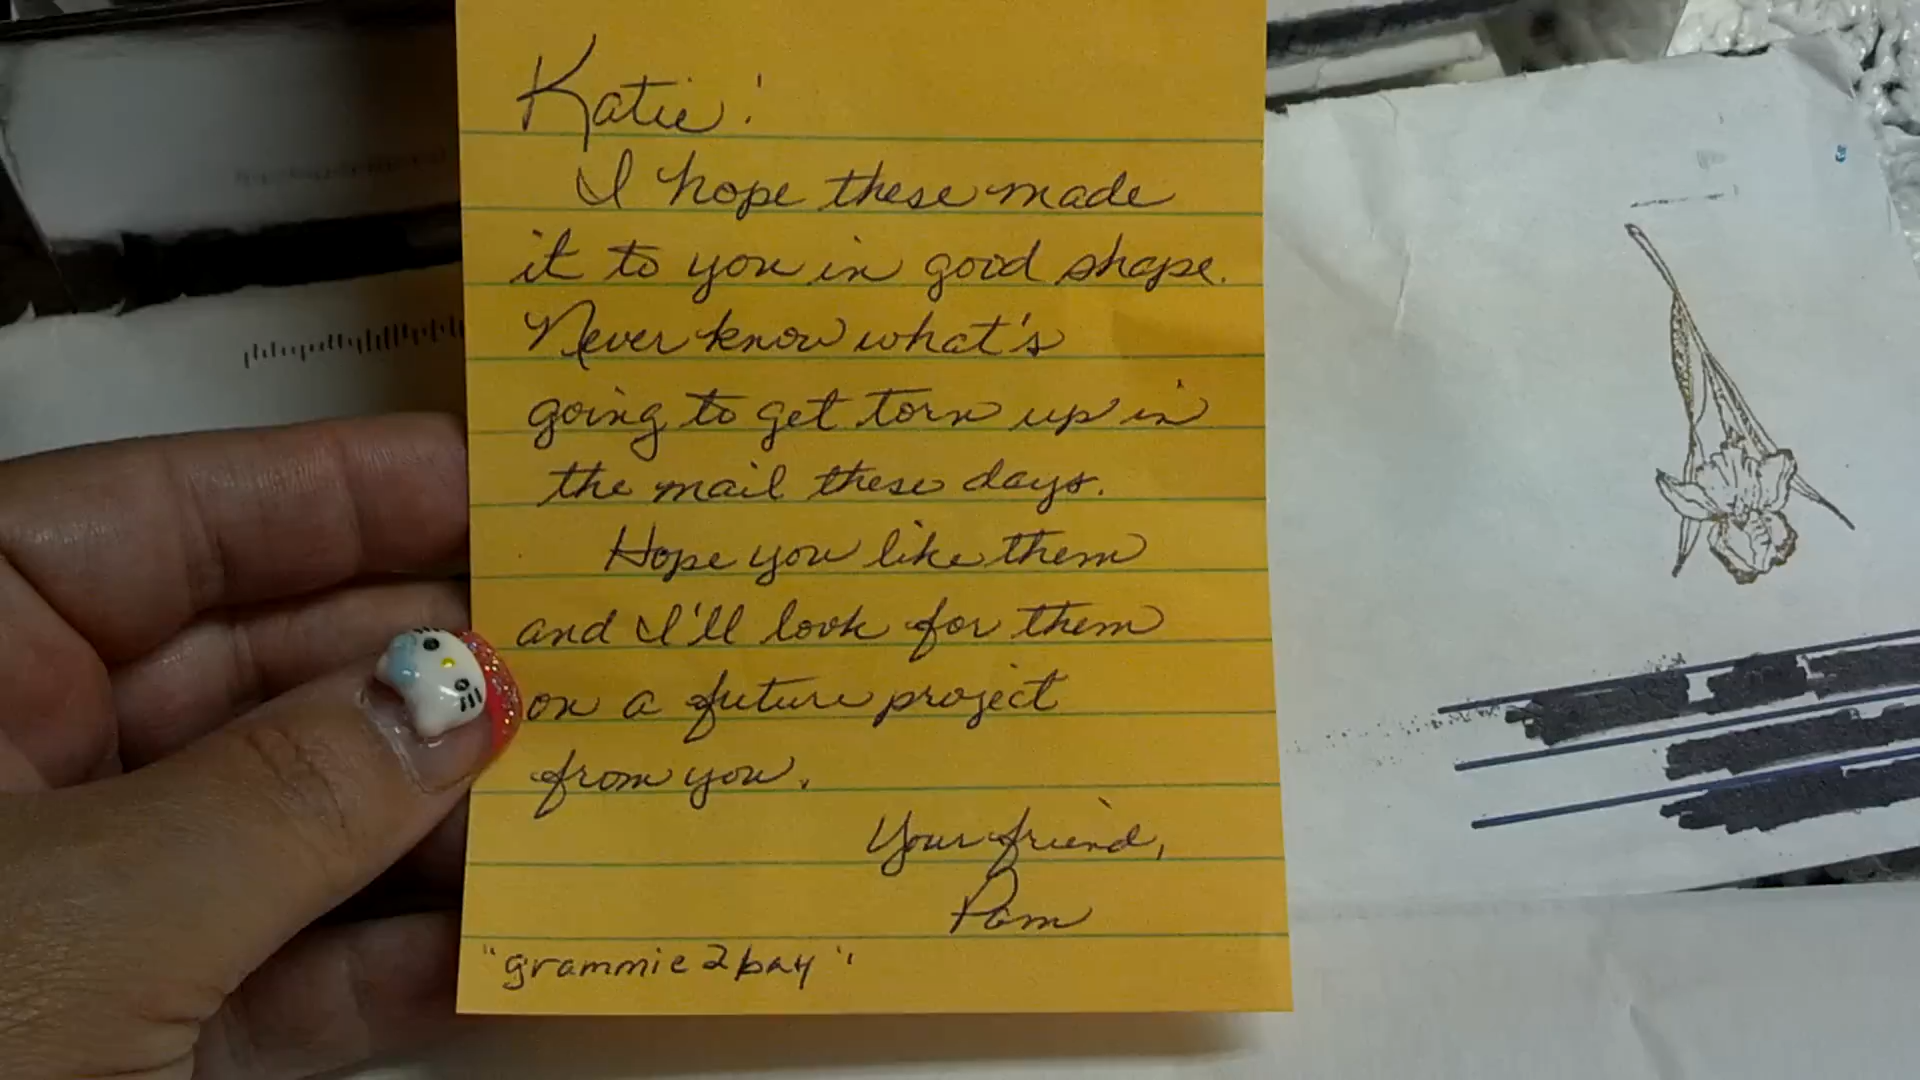 Katie:
I hope these made
it to you in good shape.
Never know what's
going to get torn up in
the mail these days.
Hope you like them
and I'll look for them
on a future project
from you.
Your friend,
Pam
"grammie2bay"